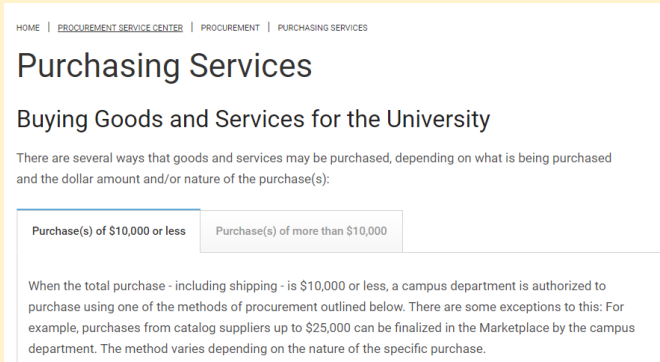 HOME | PROCUREMENT SERVICE CENTER | PROCUREMENT | PURCHASING SERVICES
Purchasing Services
Buying Goods and Services for the University
There are several ways that goods and services may be purchased, depending on what is being purchased
and the dollar amount and/or nature of the purchase(s):
Purchase(s) of $10,000 or less Purchase(s) of more than $10,000
When the total purchase - including shipping - is $10,000 or less, a campus department is authorized to
purchase using one of the methods of procurement outlined below. There are some exceptions to this: For
example, purchases from catalog suppliers up to $25,000 can be finalized in the Marketplace by the campus
department. The method varies depending on the nature of the specific purchase.